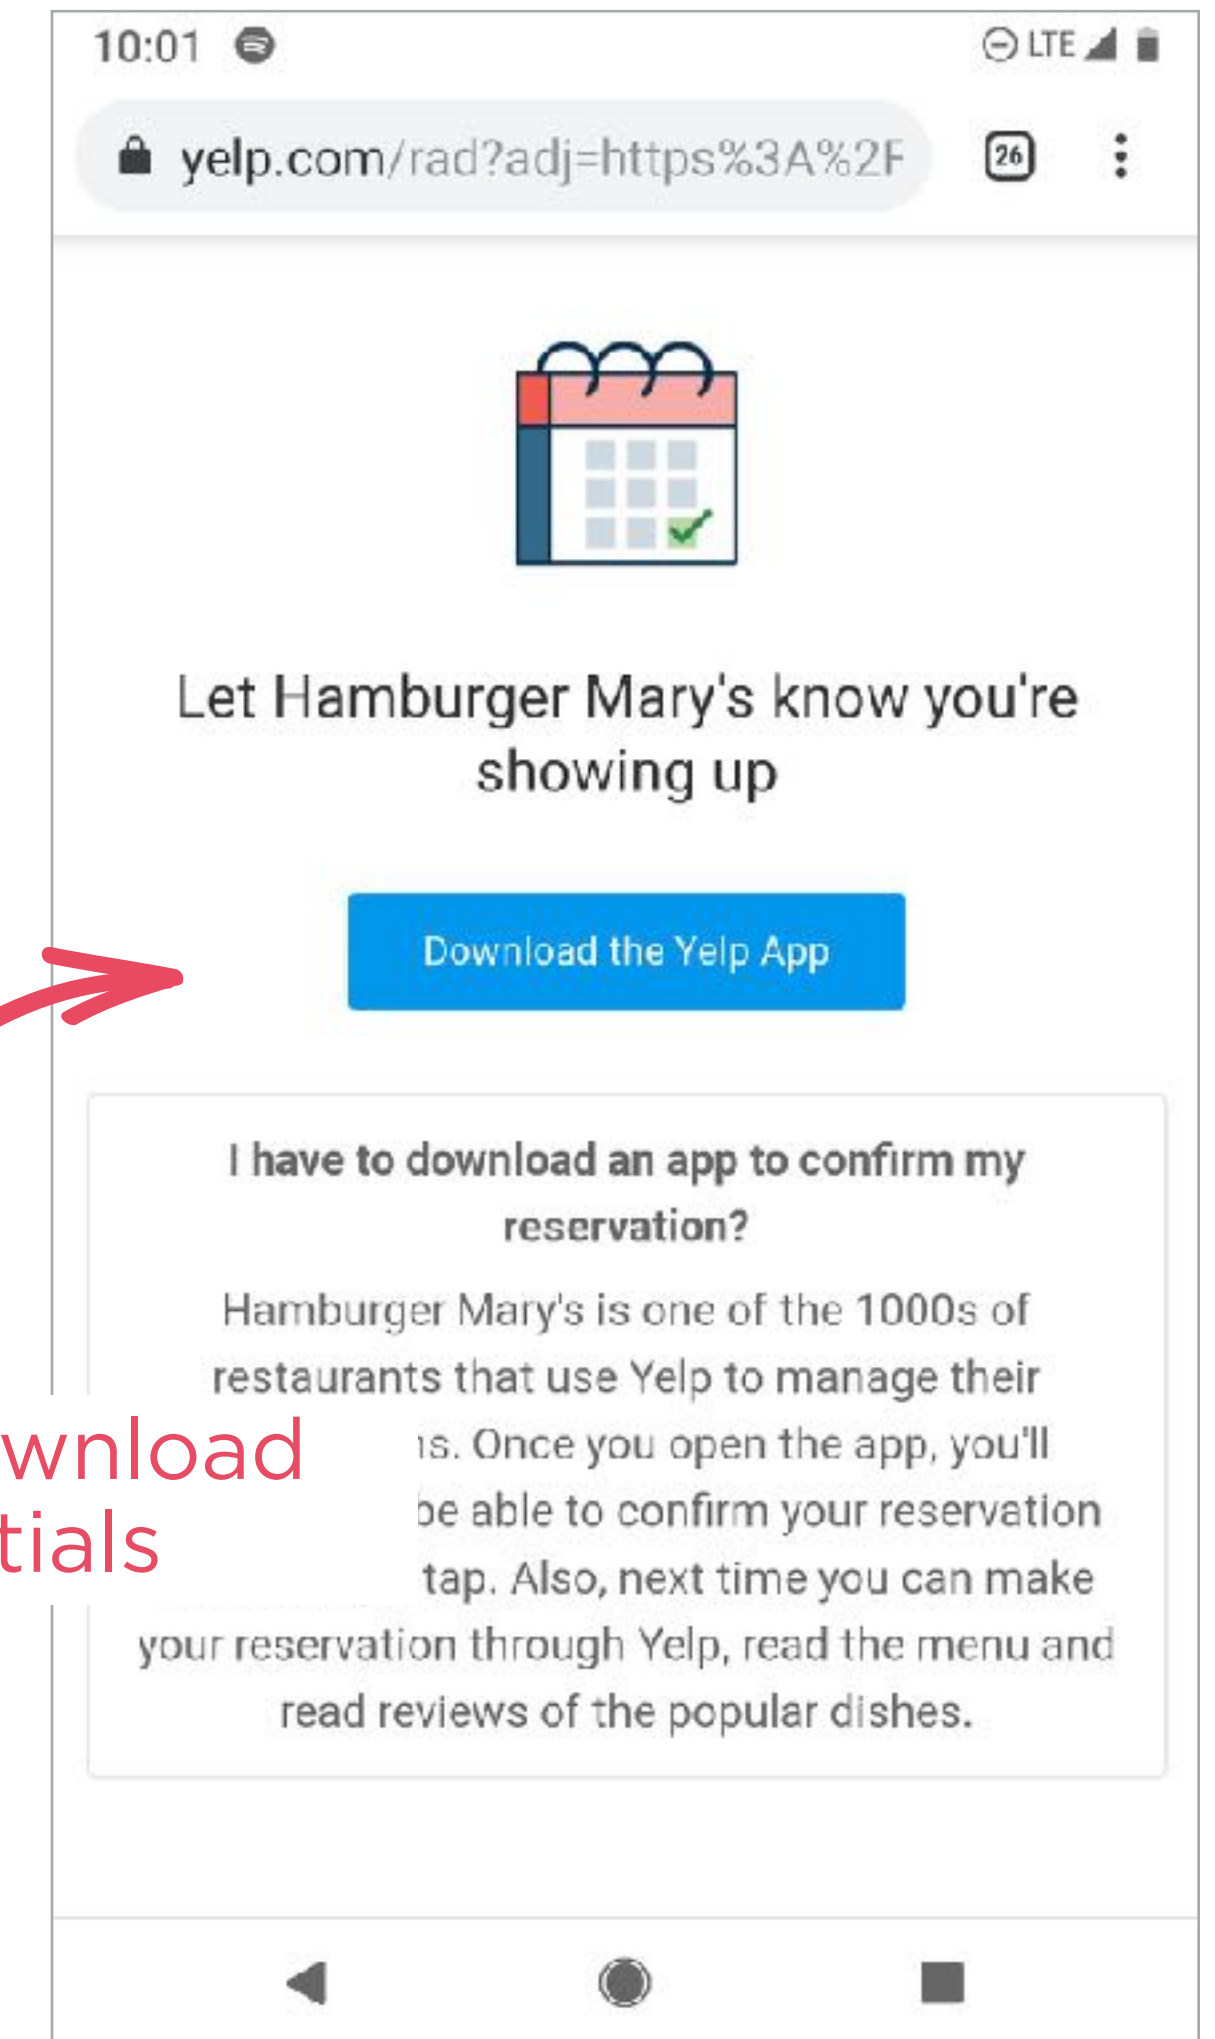 10:01
LTE
yelp.com/rad?adj=https%3A%2F
26
Let Hamburger Mary's know you're
showing up
Download the Yelp App
I have to download an app to confirm my
reservation?
Hamburger Mary's is one of the 1000s of
restaurants that use Yelp to manage their
wnload
ns. Once you open the app, you'll
be able to confirm your reservation
tials
tap. Also, next time you can make
your reservation through Yelp, read the menu and
read reviews of the popular dishes.